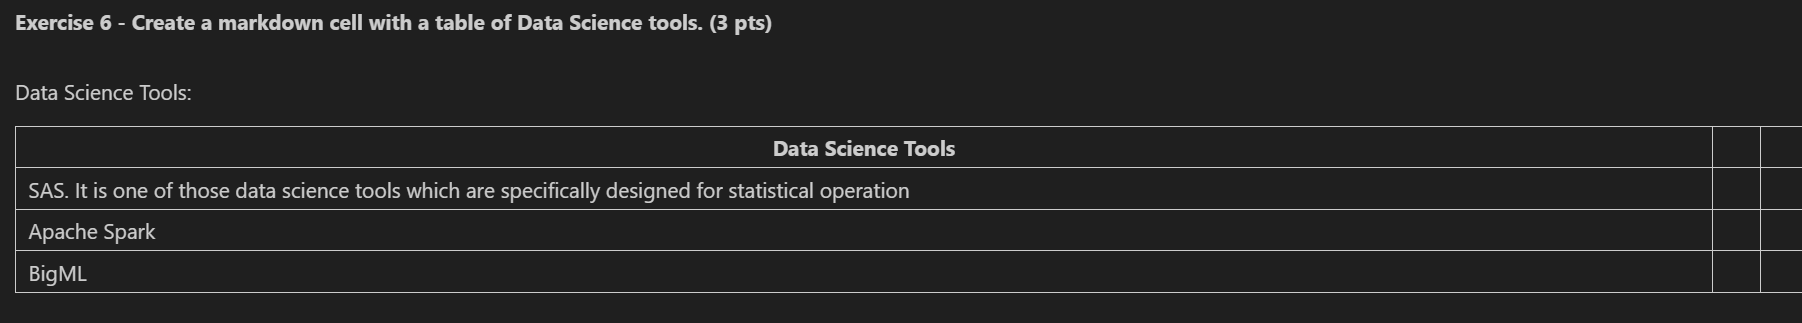 Exercise 6 - Create a markdown cell with a table of Data Science tools. (3 pts)
Data Science Tools:
Data Science Tools
SAS. It is one of those data science tools which are specifically designed for statistical operation
Apache Spark
BigML